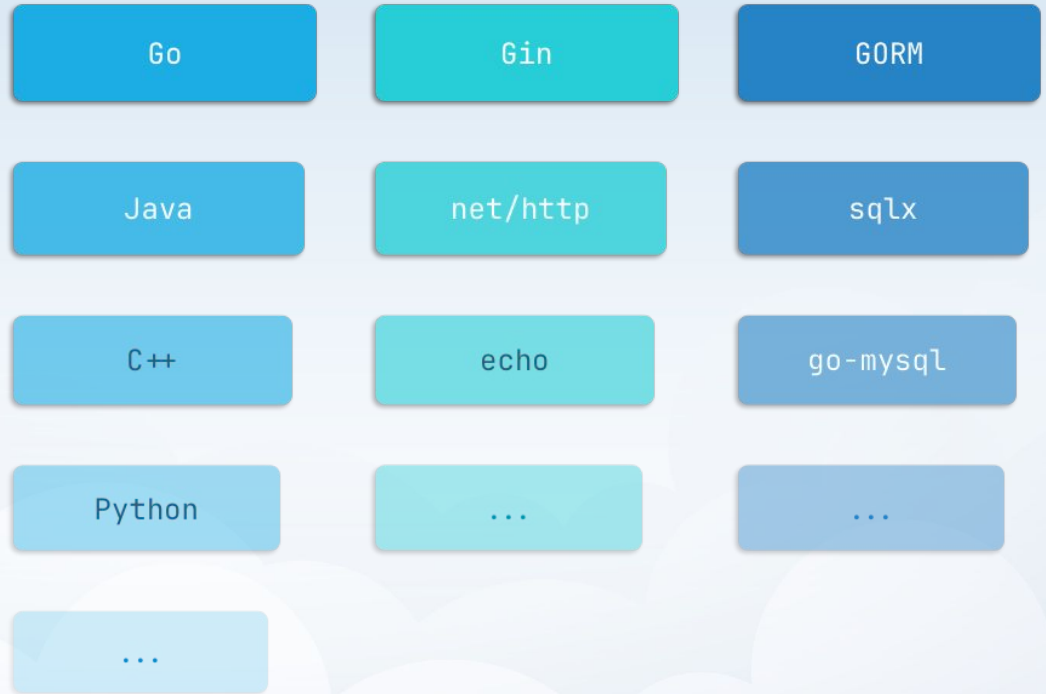 Go
Gin
GORM
Java
net/http
sqlx
C++
echo
go-mysql
Python
...
...
...